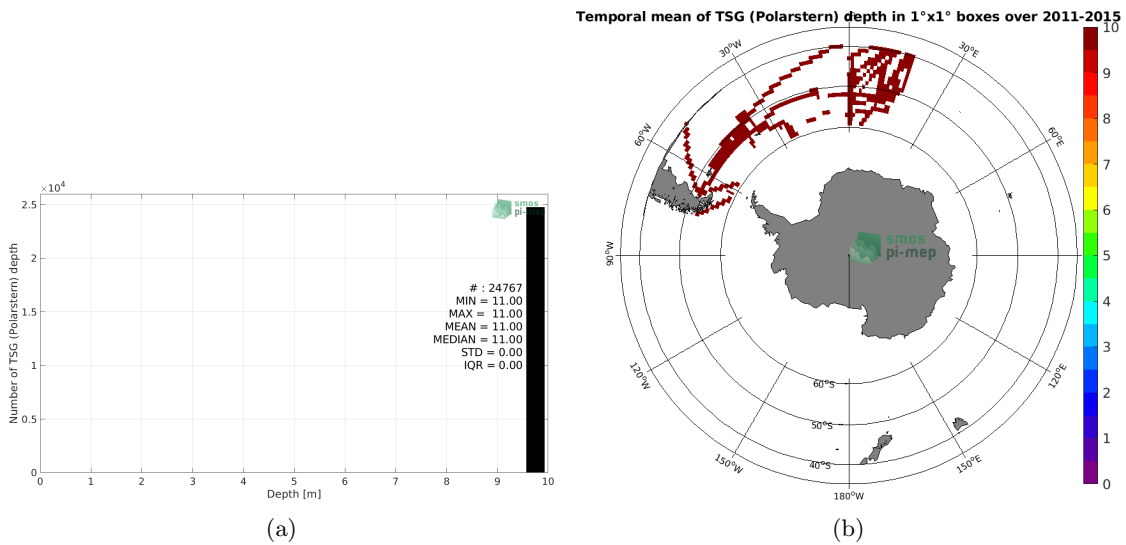 Temporal mean of TSG (Polarstern) depth in 1°x1° boxes over 2011-2015
×10⁴
2.5
2
1.5
1
0.5
0
Number of TSG (Polarstern) depth
smos
pi-mep
# : 24767
MIN = 11.00
MAX = 11.00
MEAN = 11.00
MEDIAN = 11.00
STD = 0.00
IQR = 0.00
0 1 2 3 4 5 6 7 8 9 10
Depth [m]
(a)
30°W
30°E
60°W
60°E
90°W
smos
pi-mep
120°W
120°E
150°W
150°E
180°W
60°S
50°S
40°S
10
9
8
7
6
5
4
3
2
1
0
(b)